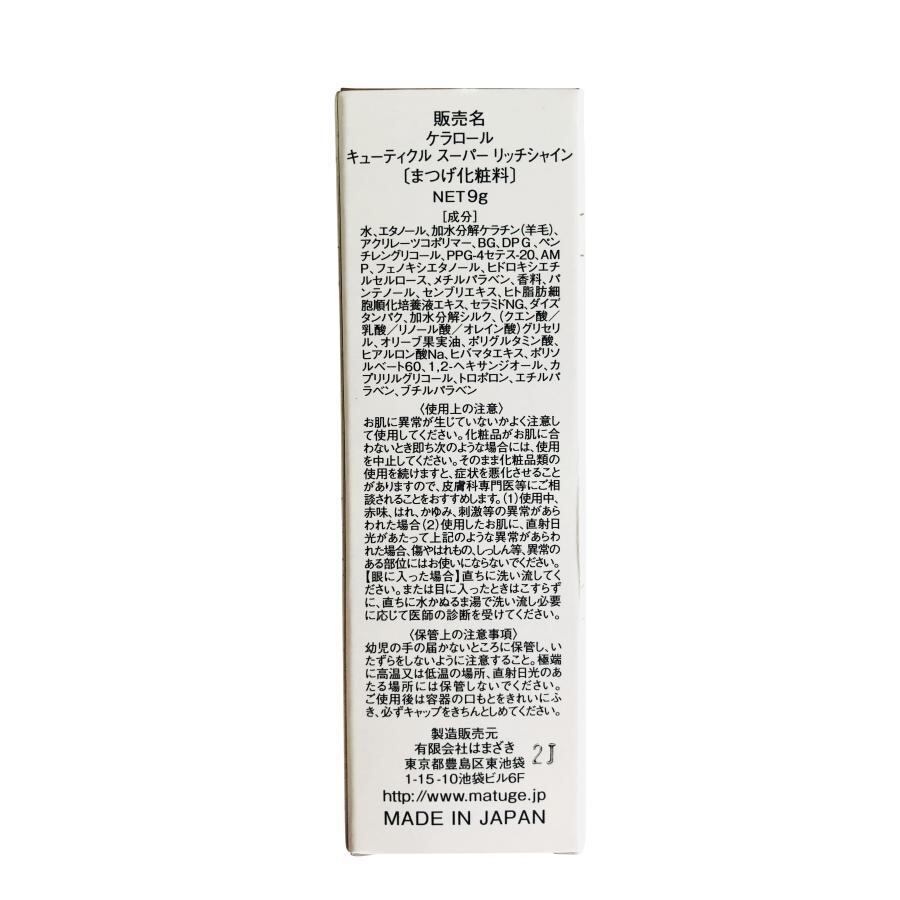 販売名
ケラロール
キューティクル スーパー リッチシャイン
〔まつげ化粧料〕
NET9g
[成分]
水、エタノール、加水分解ケラチン(羊毛)、
アクリレーツコポリマー、BG、DPG、ペン
チレングリコール、PPG-4セテス-20、AM
P、フェノキシエタノール、ヒドロキシエチ
ルセルロース、メチルパラベン、香料、パ
ンテノール、センブリエキス、ヒト脂肪細
胞順化培養液エキス、セラミドNG、ダイズ
タンパク、加水分解シルク、(クエン酸/
乳酸/リノール酸/オレイン酸)グリセリ
ル、オリーブ果実油、ポリグルタミン酸、
ヒアルロン酸Na、ヒバマタエキス、ポリソ
ルベート60、1,2-ヘキサンジオール、カ
プリリルグリコール、トロポロン、エチルパ
ラベン、ブチルパラベン
〈使用上の注意〉
お肌に異常が生じていないかよく注意し
て使用してください。化粧品がお肌に合
わないとき即ち次のような場合には、使用
を中止してください。そのまま化粧品類の
使用を続けますと、症状を悪化させること
がありますので、皮膚科専門医等にご相
談されることをおすすめします。(1)使用中、
赤味、はれ、かゆみ、刺激等の異常があら
われた場合(2)使用したお肌に、直射日
光があたって上記のような異常があらわ
れた場合、傷やはれもの、しっしん等、異常の
ある部位にはお使いにならないでください。
【眼に入った場合】直ちに洗い流してく
ださい。または目に入ったときはこすらず
に、直ちに水かぬるま湯で洗い流し必要
に応じて医師の診断を受けてください。
〈保管上の注意事項〉
幼児の手の届かないところに保管し、い
たずらをしないように注意すること。極端
に高温又は低温の場所、直射日光のあ
たる場所には保管しないでください。
ご使用後は容器の口もとをきれいにふ
き、必ずキャップをきちんとしめてください。
製造販売元
有限会社はまざき
東京都豊島区東池袋 2J
1-15-10池袋ビル6F
http://www.matuge.jp
MADE IN JAPAN